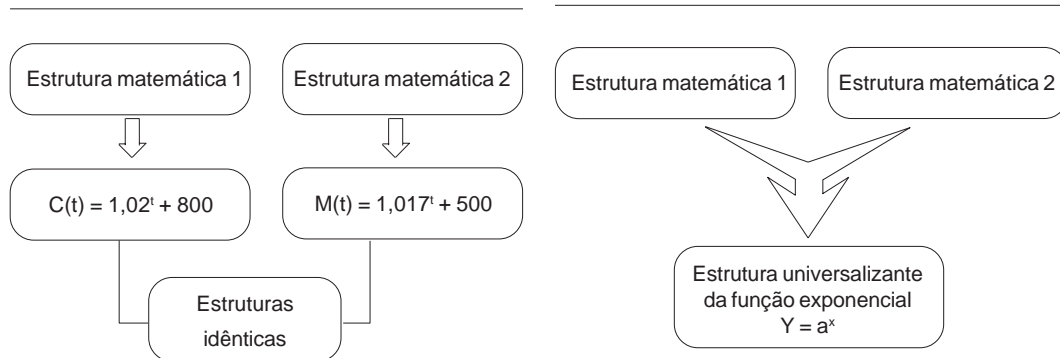 Estrutura matemática 1
Estrutura matemática 2
C(t) = 1,02ᵗ + 800
M(t) = 1,017ᵗ + 500
Estruturas
idênticas
Estrutura matemática 1
Estrutura matemática 2
Estrutura universalizante
da função exponencial
Y = aˣ